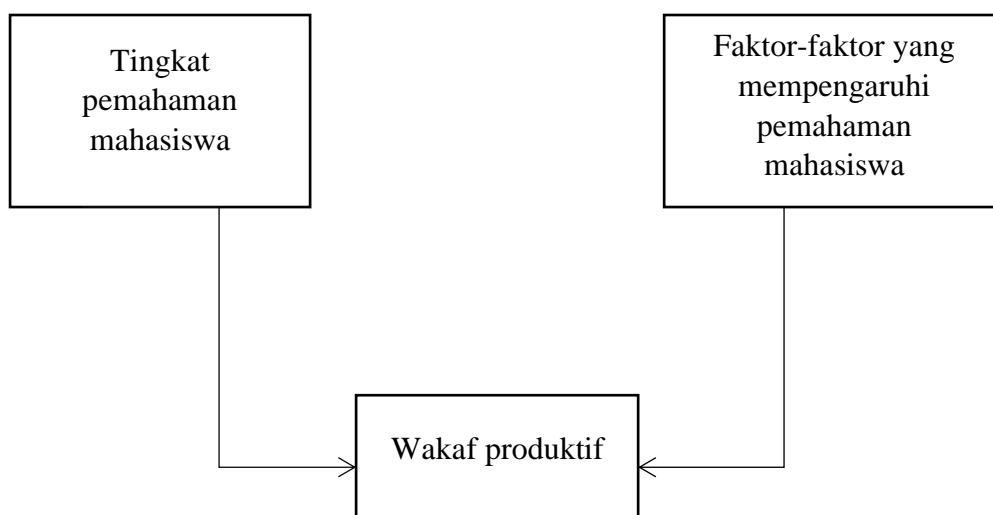 Tingkat
pemahaman
mahasiswa
Faktor-faktor yang
mempengaruhi
pemahaman
mahasiswa
Wakaf produktif